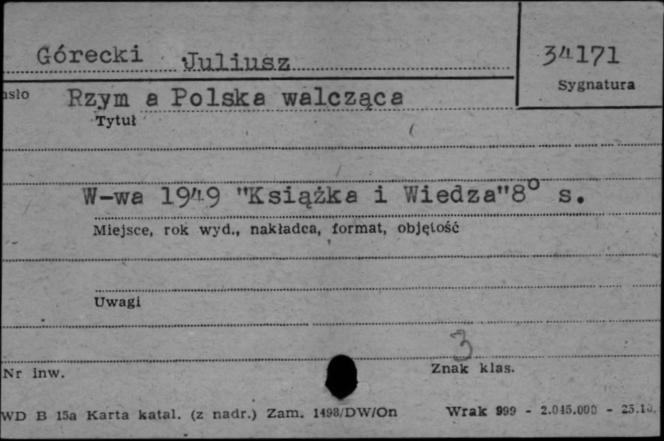 Górecki Juliusz
34171
Sygnatura
Rzym a Polska walcząca
Tytuł
W-wa 1949 "Książka i Wiedza" 8° s.
Miejsce, rok wyd., nakładca, format, objętość
Uwagi
3
Nr inw.
Znak klas.
WD B 15a Karta katal. (z nadr.) Zam. 1498/DW/On Wrak 999 - 2.045.000 -